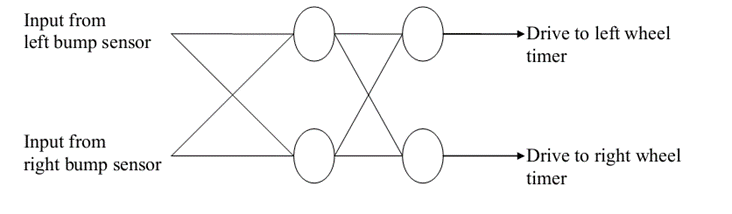 Input from
left bump sensor
Drive to left wheel
timer
Input from
right bump sensor
Drive to right wheel
timer